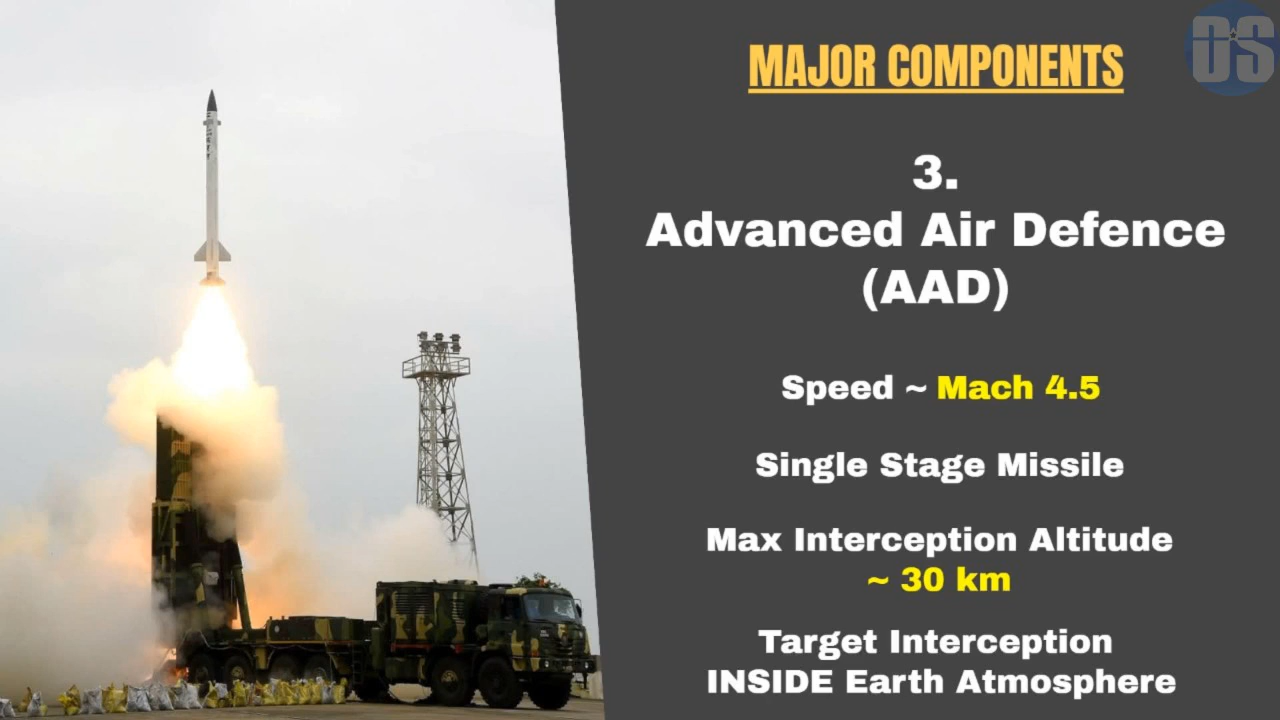 DS
MAJOR COMPONENTS
3.
Advanced Air Defence
(AAD)
Speed ~ Mach 4.5
Single Stage Missile
Max Interception Altitude
~ 30 km
Target Interception
INSIDE Earth Atmosphere